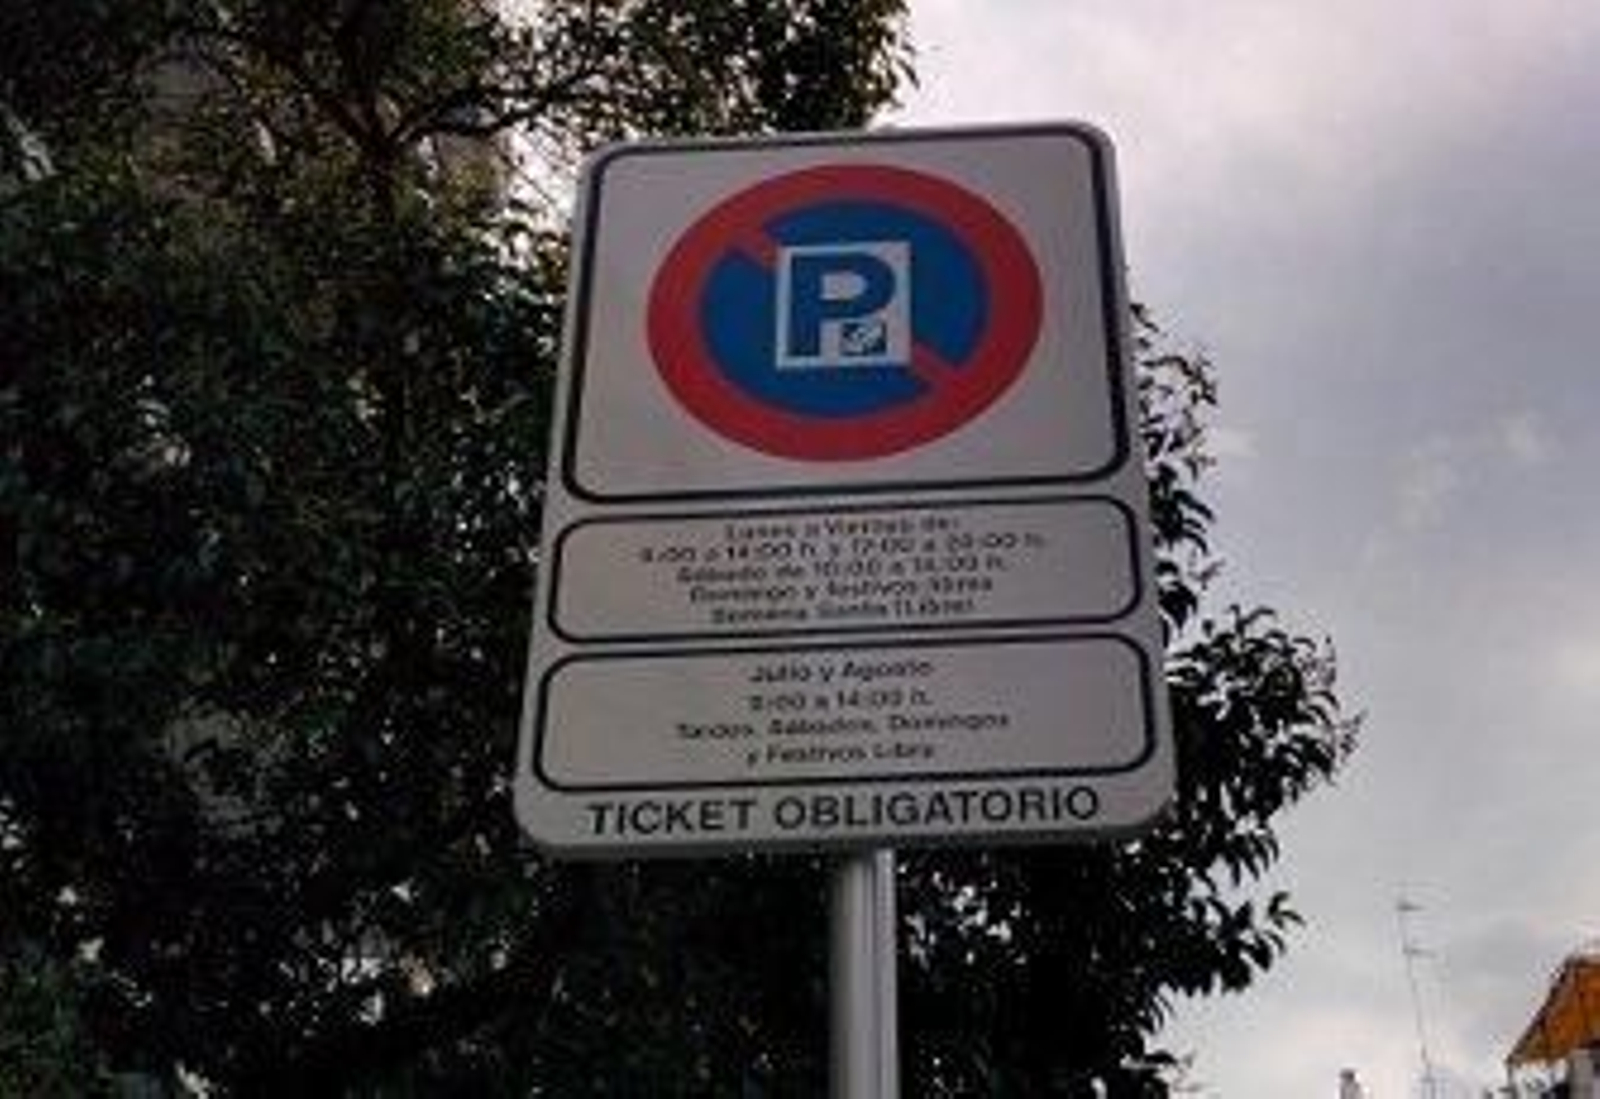 P
Lunes a Viernes de:
9:00 a 14:00 h. y 17:00 a 20:00 h.
Sábado de 10:00 a 14:00 h.
Domingo y festivos libres
Semana Santa (Libre)
Julio y Agosto
9:00 a 14:00 h.
Tardes, Sábados, Domingos
y Festivos Libre
TICKET OBLIGATORIO